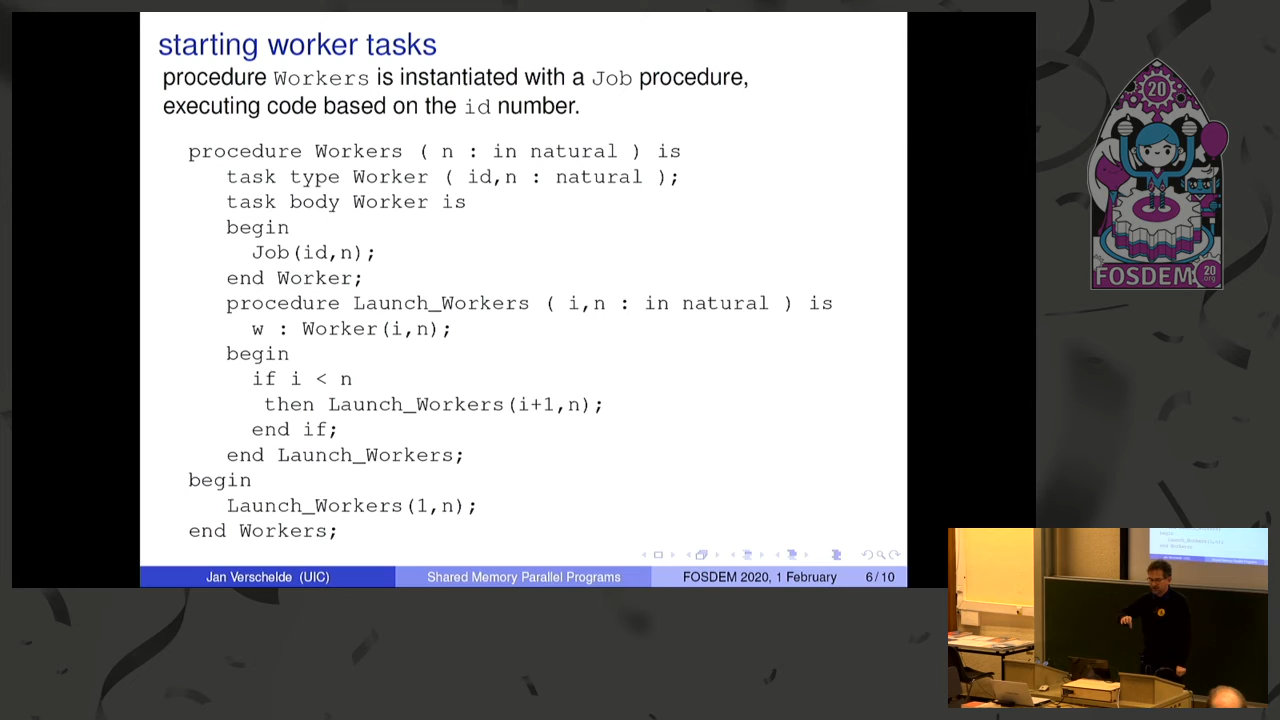 starting worker tasks
procedure Workers is instantiated with a Job procedure,
executing code based on the id number.
procedure Workers ( n : in natural ) is
task type Worker ( id,n : natural );
task body Worker is
begin
Job(id,n);
end Worker;
procedure Launch_Workers ( i,n : in natural ) is
w : Worker(i,n);
begin
if i < n
then Launch_Workers(i+1,n);
end if;
end Launch_Workers;
begin
Launch_Workers(1,n);
end Workers;
Jan Verschelde (UIC) Shared Memory Parallel Programs FOSDEM 2020, 1 February 6/10
20
FOSDEM 20
.org